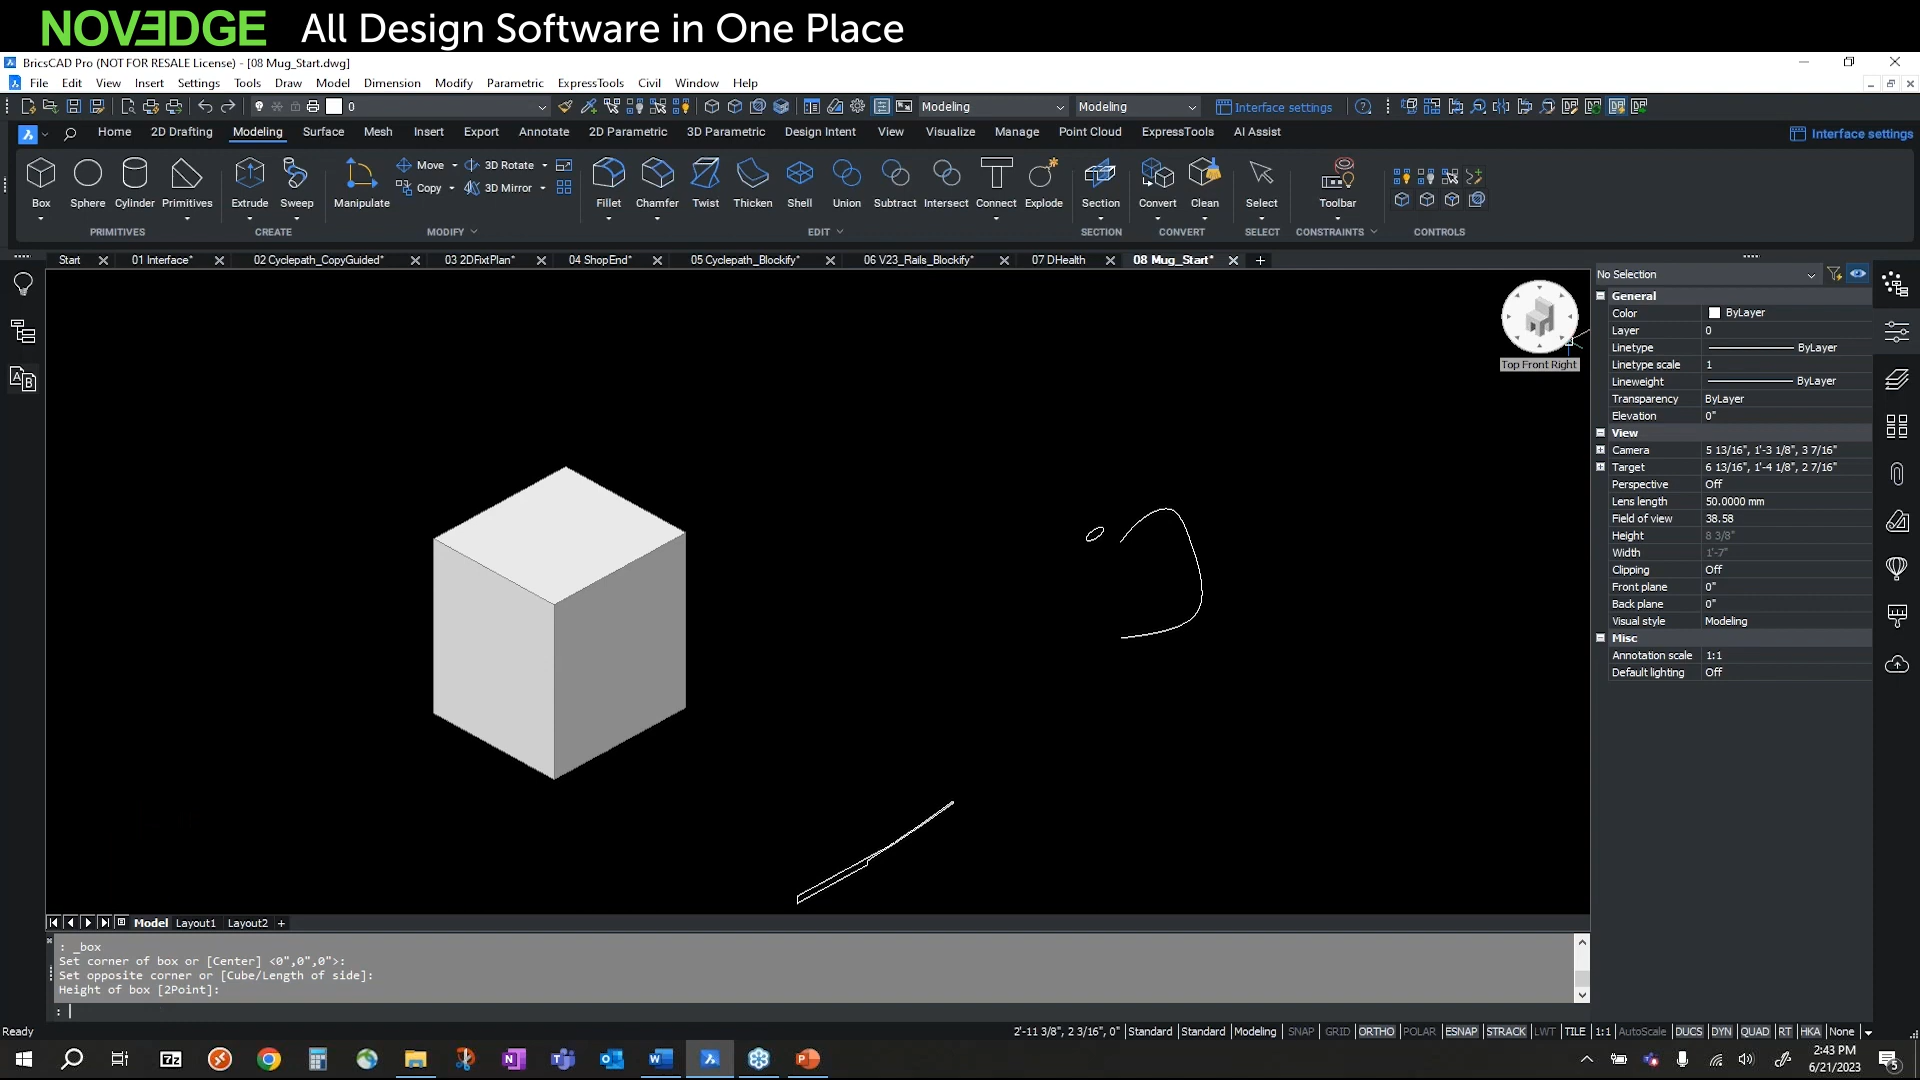 NOVEDGE All Design Software in One Place
BricsCAD Pro (NOT FOR RESALE License) - [08 Mug_Start.dwg]
File Edit View Insert Settings Tools Draw Model Dimension Modify Parametric ExpressTools Civil Window Help
0 Modeling Modeling Interface settings
Home 2D Drafting Modeling Surface Mesh Insert Export Annotate 2D Parametric 3D Parametric Design Intent View Visualize Manage Point Cloud ExpressTools AI Assist Interface settings
Move 3D Rotate
Copy 3D Mirror
Box Sphere Cylinder Primitives Extrude Sweep Manipulate Fillet Chamfer Twist Thicken Shell Union Subtract Intersect Connect Explode Section Convert Clean Select Toolbar
PRIMITIVES CREATE MODIFY EDIT SECTION CONVERT SELECT CONSTRAINTS CONTROLS
Start 01 Interface* 02 Cyclepath_CopyGuided* 03 2DFixtPlan* 04 ShopEnd* 05 Cyclepath_Blockify* 06 V23_Rails_Blockify* 07 DHealth 08 Mug_Start*
Top Front Right
No Selection
General
Color ByLayer
Layer 0
Linetype ByLayer
Linetype scale 1
Lineweight ByLayer
Transparency ByLayer
Elevation 0"
View
Camera 5 13/16", 1'-3 1/8", 3 7/16"
Target 6 13/16", 1'-4 1/8", 2 7/16"
Perspective Off
Lens length 50.0000 mm
Field of view 38.58
Height 8 3/8"
Width 1'-7"
Clipping Off
Front plane 0"
Back plane 0"
Visual style Modeling
Misc
Annotation scale 1:1
Default lighting Off
Model Layout1 Layout2 +
: _box
Set corner of box or [Center] <0",0",0">:
Set opposite corner or [Cube/Length of side]:
Height of box [2Point]:
:
Ready 2'-11 3/8", 2 3/16", 0" Standard Standard Modeling SNAP GRID ORTHO POLAR ESNAP STRACK LWT TILE 1:1 AutoScale DUCS DYN QUAD RT HKA None
2:43 PM
6/21/2023
5